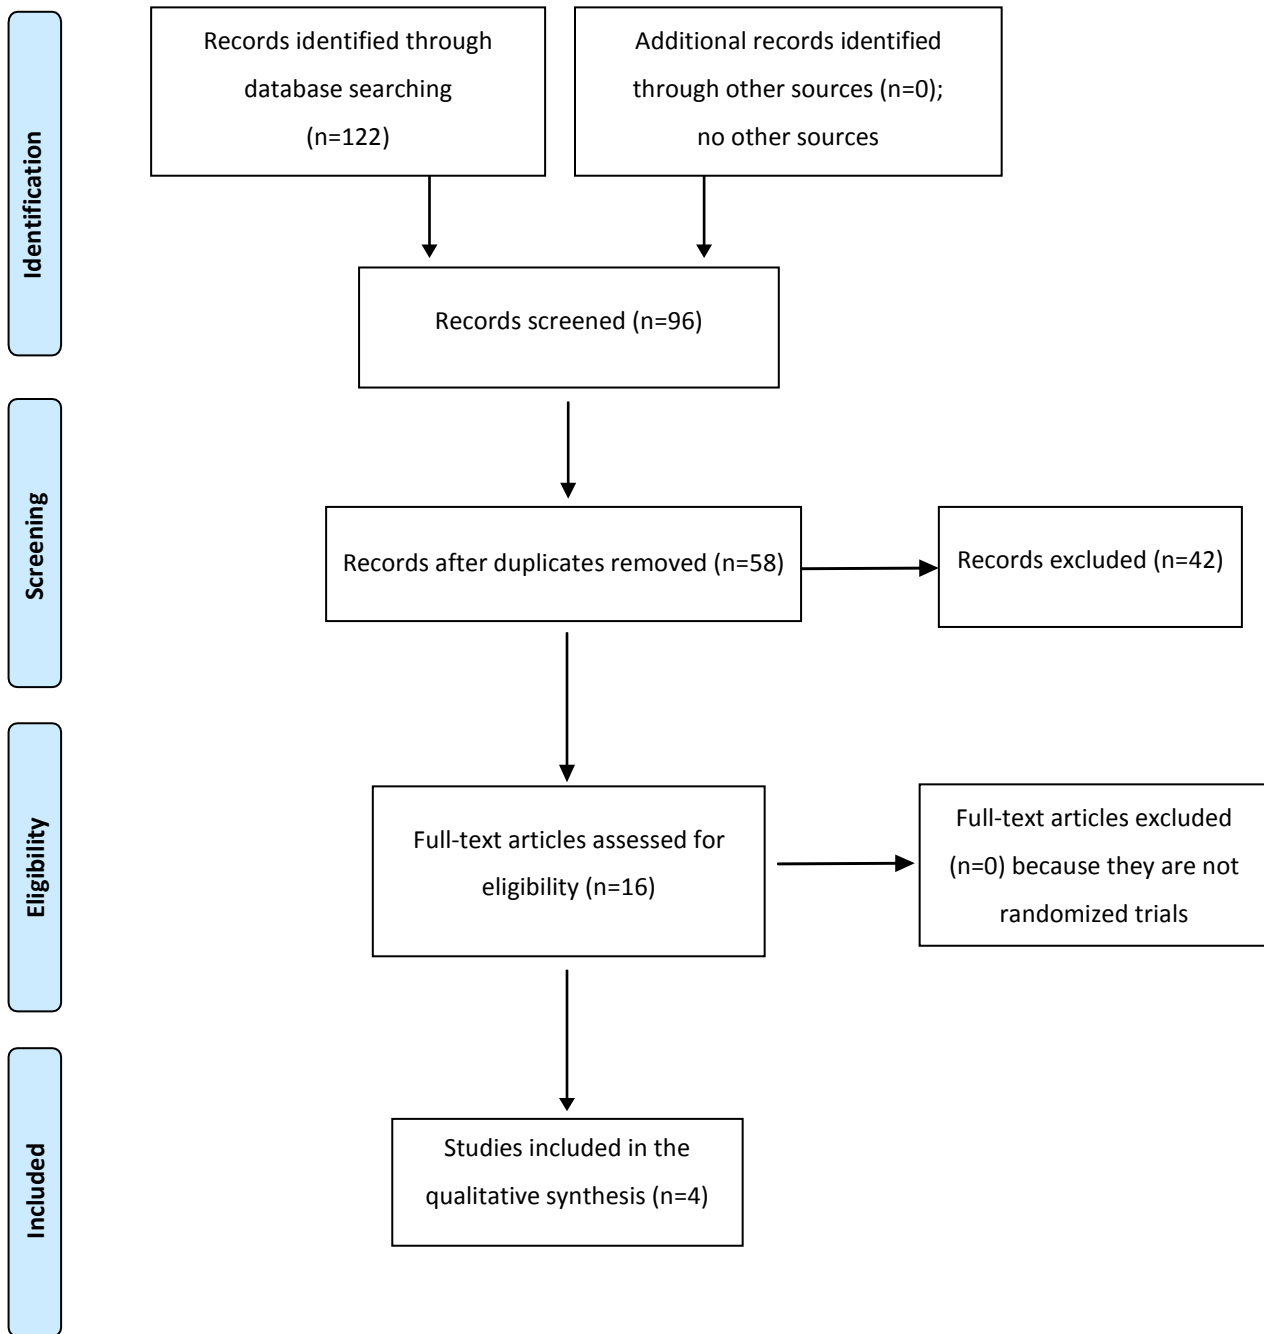 Identification
Records identified through
database searching
(n=122)
Additional records identified
through other sources (n=0);
no other sources
Records screened (n=96)
Screening
Records after duplicates removed (n=58)
Records excluded (n=42)
Eligibility
Full-text articles assessed for
eligibility (n=16)
Full-text articles excluded
(n=0) because they are not
randomized trials
Included
Studies included in the
qualitative synthesis (n=4)